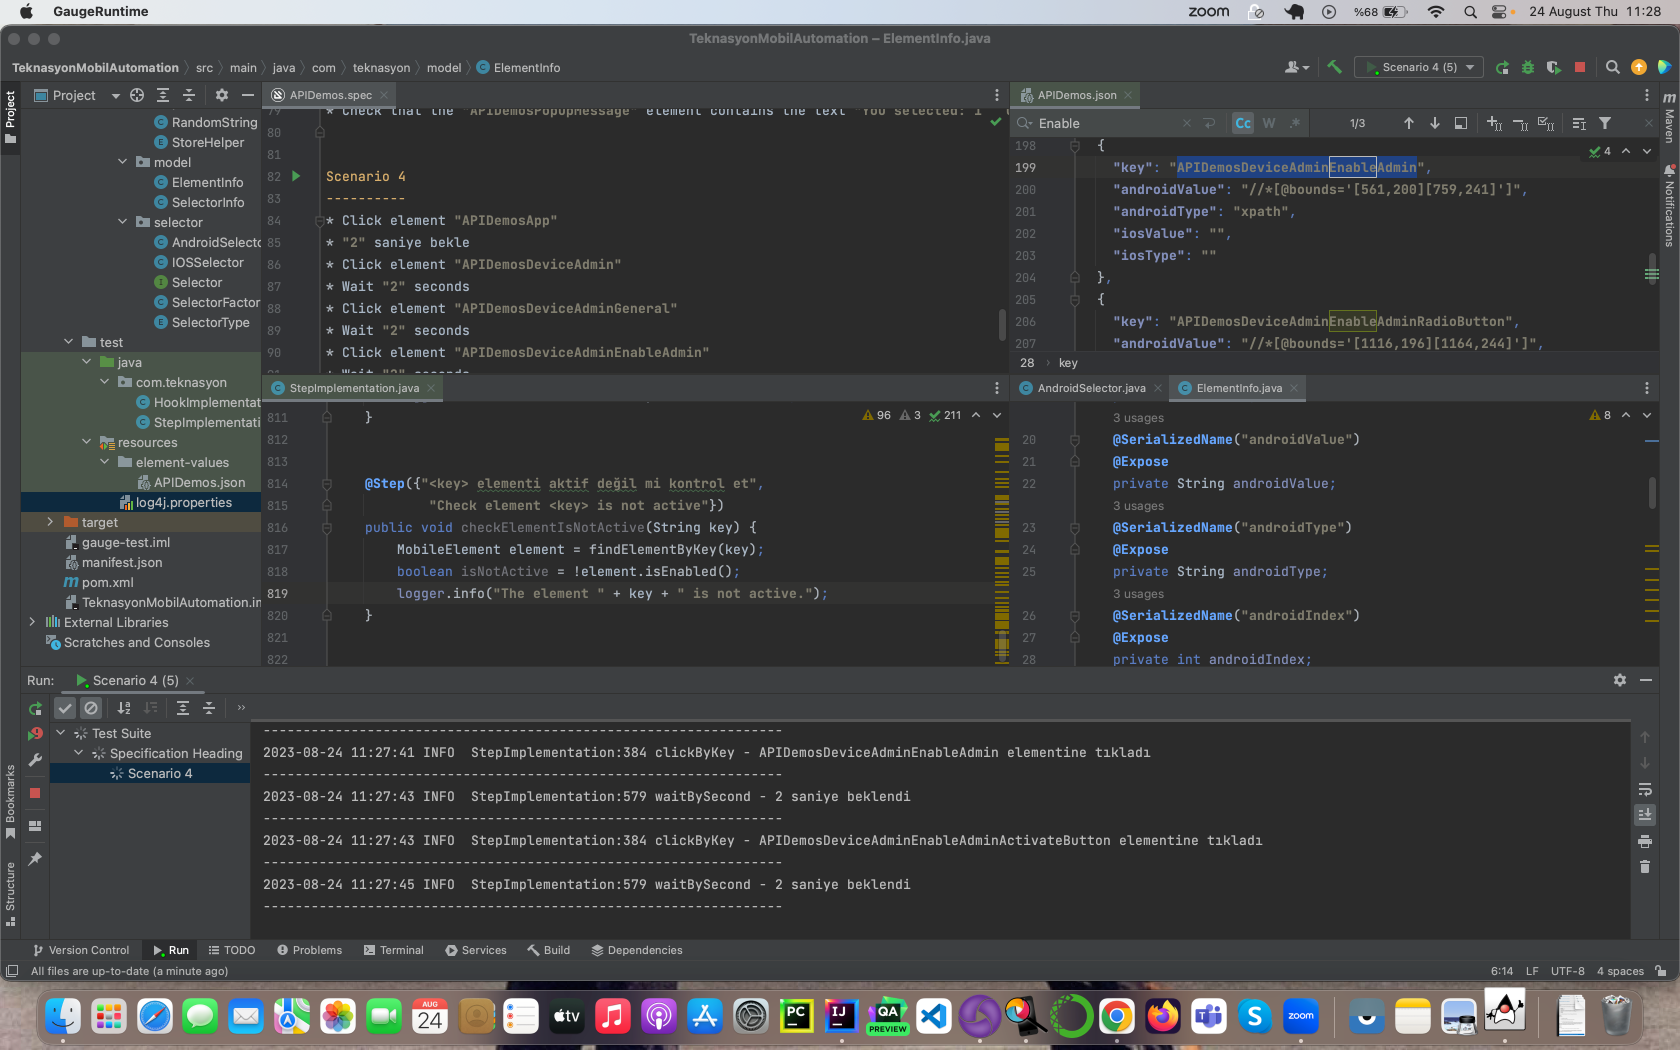 GaugeRuntime
zoom
%68
24 August Thu 11:28
TeknasyonMobilAutomation – ElementInfo.java
TeknasyonMobilAutomation src main java com teknasyon model ElementInfo
Scenario 4 (5)
Project
Project
RandomString
StoreHelper
model
ElementInfo
SelectorInfo
selector
AndroidSelecto
IOSSelector
Selector
SelectorFactor
SelectorType
test
java
com.teknasyon
HookImplementat
StepImplementati
resources
element-values
APIDemos.json
log4j.properties
target
gauge-test.iml
manifest.json
pom.xml
TeknasyonMobilAutomation.im
External Libraries
Scratches and Consoles
APIDemos.spec
79 * Check that the "APIDemosPopUpMessage" element contains the text "You selected: 1
80
81
82 Scenario 4
83 ----------
84 * Click element "APIDemosApp"
85 * "2" saniye bekle
86 * Click element "APIDemosDeviceAdmin"
87 * Wait "2" seconds
88 * Click element "APIDemosDeviceAdminGeneral"
89 * Wait "2" seconds
90 * Click element "APIDemosDeviceAdminEnableAdmin"
APIDemos.json
Enable
Cc W .* 1/3
4
198 {
199 "key": "APIDemosDeviceAdminEnableAdmin",
200 "androidValue": "//*[@bounds='[561,200][759,241]']",
201 "androidType": "xpath",
202 "iosValue": "",
203 "iosType": ""
204 },
205 {
206 "key": "APIDemosDeviceAdminEnableAdminRadioButton",
207 "androidValue": "//*[@bounds='[1116,196][1164,244]']",
28 key
StepImplementation.java
96 3 211
811 }
812
813
814 @Step({"<key> elementi aktif değil mi kontrol et",
815 "Check element <key> is not active"})
816 public void checkElementIsNotActive(String key) {
817 MobileElement element = findElementByKey(key);
818 boolean isNotActive = !element.isEnabled();
819 logger.info("The element " + key + " is not active.");
820 }
821
822
AndroidSelector.java
ElementInfo.java
8
3 usages
20 @SerializedName("androidValue")
21 @Expose
22 private String androidValue;
3 usages
23 @SerializedName("androidType")
24 @Expose
25 private String androidType;
3 usages
26 @SerializedName("androidIndex")
27 @Expose
28 private int androidIndex;
Maven
Notifications
Run:
Scenario 4 (5)
Test Suite
Specification Heading
Scenario 4
-----------------------------------------------------------------
2023-08-24 11:27:41 INFO StepImplementation:384 clickByKey - APIDemosDeviceAdminEnableAdmin elementine tıkladı
-----------------------------------------------------------------
2023-08-24 11:27:43 INFO StepImplementation:579 waitBySecond - 2 saniye beklendi
-----------------------------------------------------------------
2023-08-24 11:27:43 INFO StepImplementation:384 clickByKey - APIDemosDeviceAdminEnableAdminActivateButton elementine tıkladı
-----------------------------------------------------------------
2023-08-24 11:27:45 INFO StepImplementation:579 waitBySecond - 2 saniye beklendi
-----------------------------------------------------------------
Bookmarks
Structure
Version Control
Run
TODO
Problems
Terminal
Services
Build
Dependencies
All files are up-to-date (a minute ago)
6:14 LF UTF-8 4 spaces
AUG
24
tv
PC
IJ
QA
PREVIEW
zoom